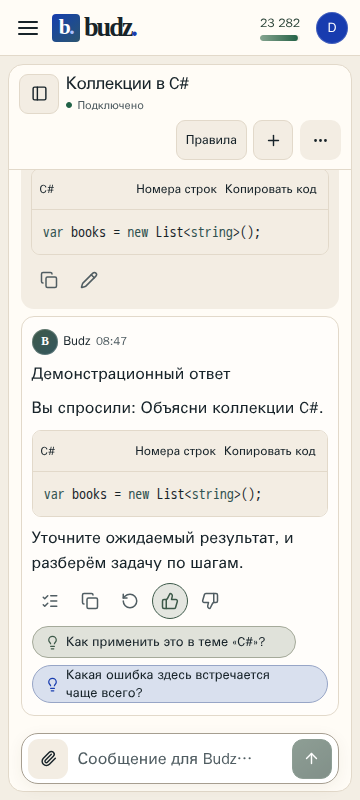 b. budz.
23 282
D
Коллекции в C#
Подключено
Правила
C# Номера строк Копировать код
var books = new List<string>();
B Budz 08:47
Демонстрационный ответ
Вы спросили: Объясни коллекции C#.
C# Номера строк Копировать код
var books = new List<string>();
Уточните ожидаемый результат, и
разберём задачу по шагам.
Как применить это в теме «C#»?
Какая ошибка здесь встречается
чаще всего?
Сообщение для Budz···